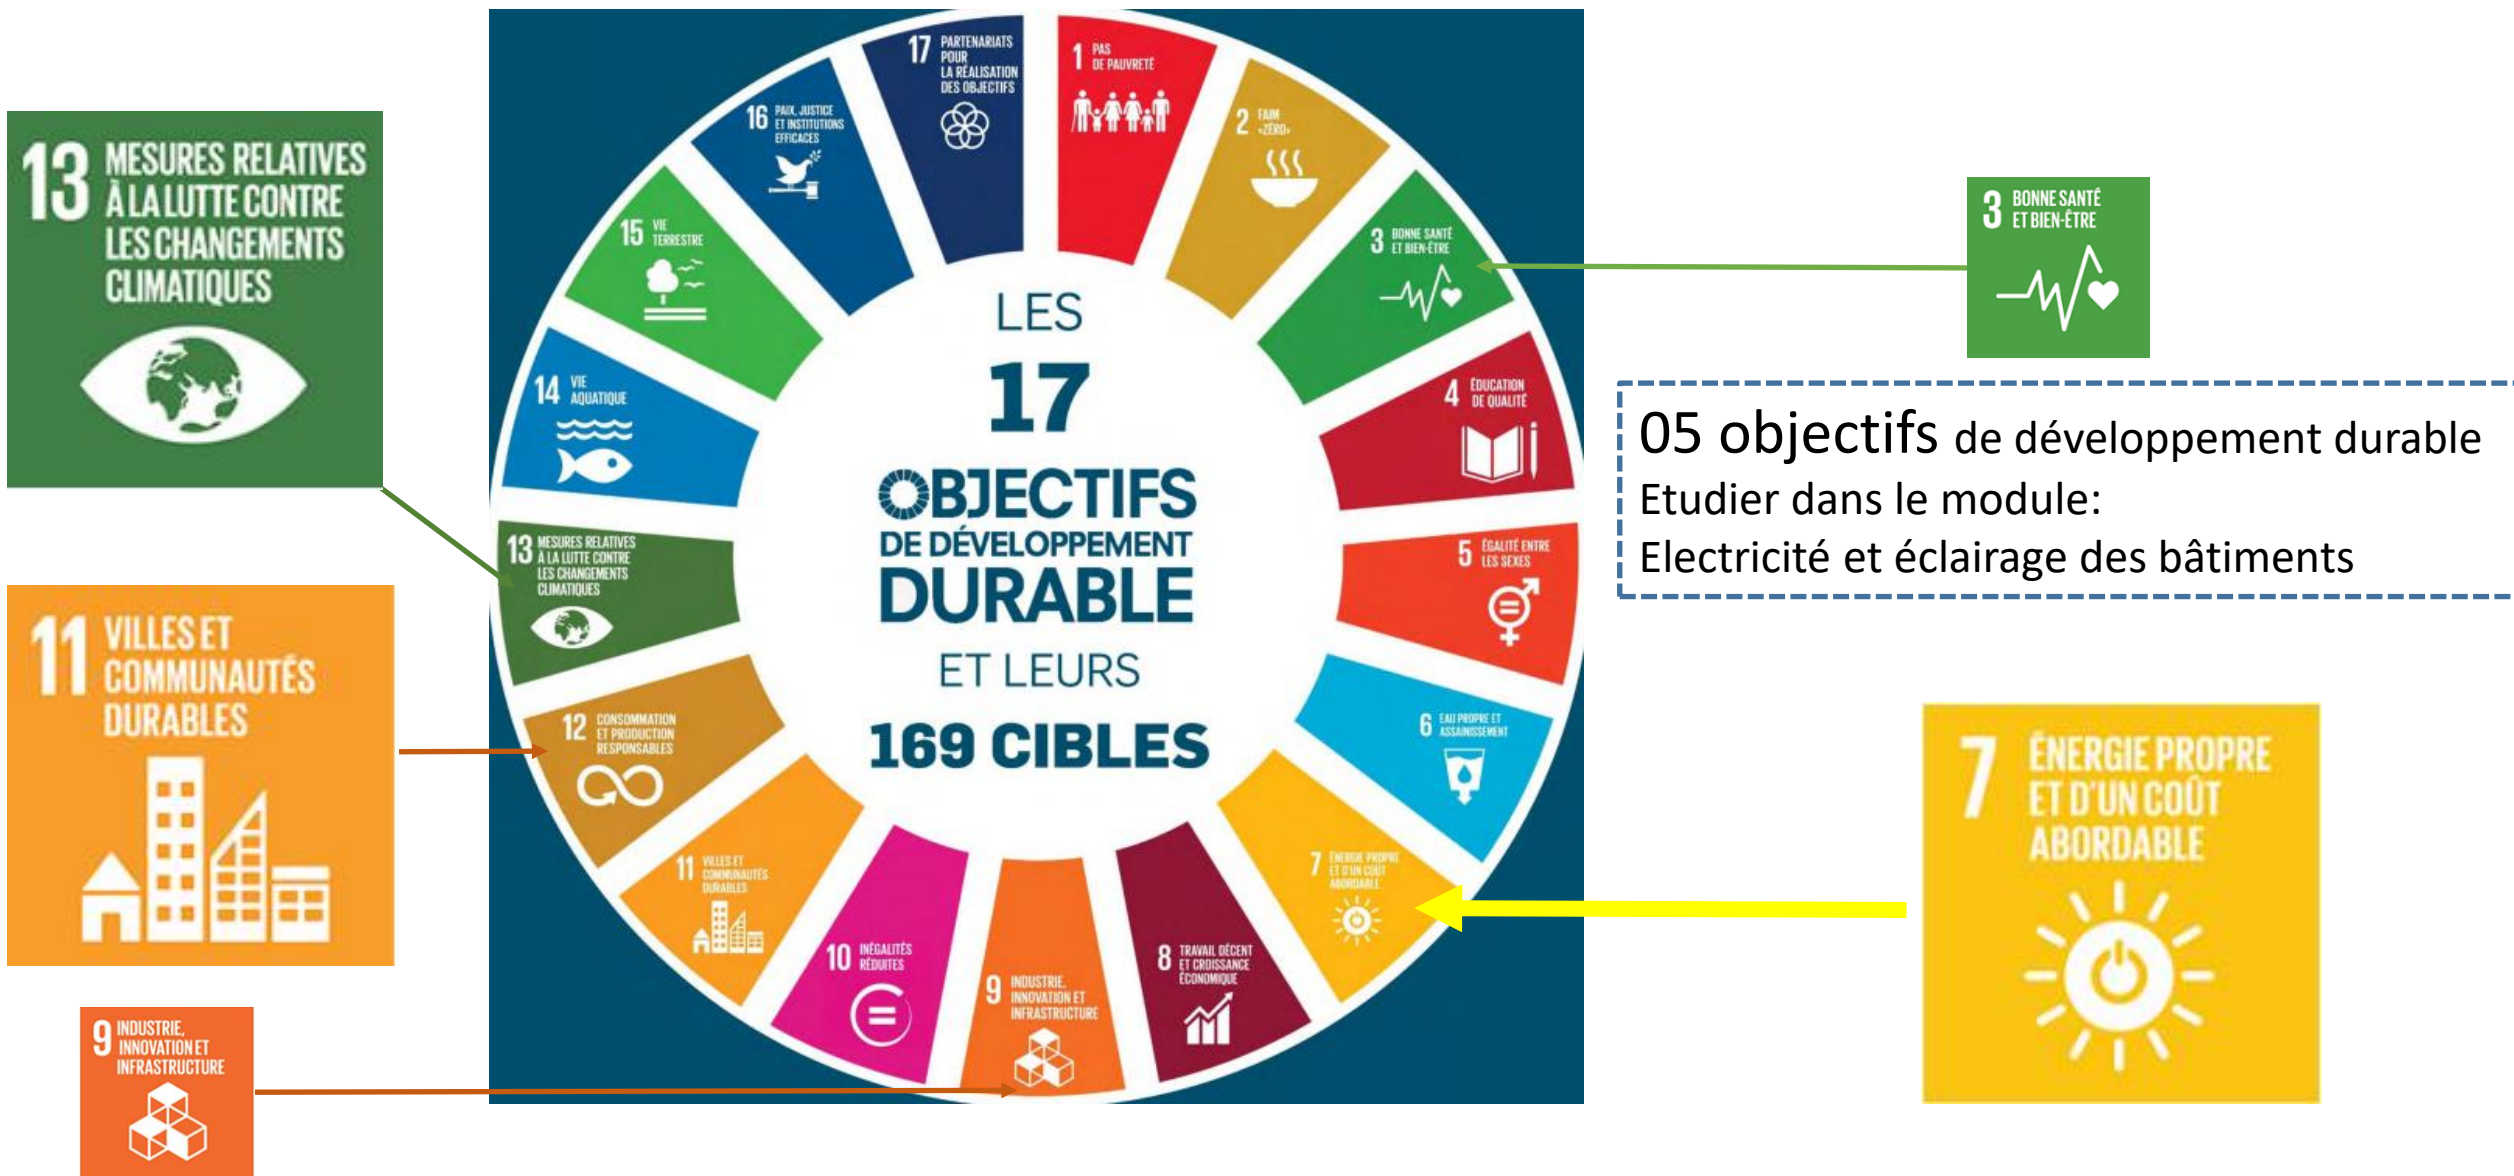 13 MESURES RELATIVES
À LA LUTTE CONTRE
LES CHANGEMENTS
CLIMATIQUES
11 VILLES ET
COMMUNAUTÉS
DURABLES
9 INDUSTRIE,
INNOVATION ET
INFRASTRUCTURE
LES
17
OBJECTIFS
DE DÉVELOPPEMENT
DURABLE
ET LEURS
169 CIBLES
1 PAS
DE PAUVRETÉ
2 FAIM
«ZÉRO»
3 BONNE SANTÉ
ET BIEN-ÊTRE
4 ÉDUCATION
DE QUALITÉ
5 ÉGALITÉ ENTRE
LES SEXES
6 EAU PROPRE ET
ASSAINISSEMENT
7 ÉNERGIE PROPRE
ET D'UN COÛT
ABORDABLE
8 TRAVAIL DÉCENT
ET CROISSANCE
ÉCONOMIQUE
9 INDUSTRIE,
INNOVATION ET
INFRASTRUCTURE
10 INÉGALITÉS
RÉDUITES
11 VILLES ET
COMMUNAUTÉS
DURABLES
12 CONSOMMATION
ET PRODUCTION
RESPONSABLES
13 MESURES RELATIVES
À LA LUTTE CONTRE
LES CHANGEMENTS
CLIMATIQUES
14 VIE
AQUATIQUE
15 VIE
TERRESTRE
16 PAIX, JUSTICE
ET INSTITUTIONS
EFFICACES
17 PARTENARIATS
POUR
LA RÉALISATION
DES OBJECTIFS
3 BONNE SANTÉ
ET BIEN-ÊTRE
05 objectifs de développement durable
Etudier dans le module:
Electricité et éclairage des bâtiments
7 ÉNERGIE PROPRE
ET D'UN COÛT
ABORDABLE